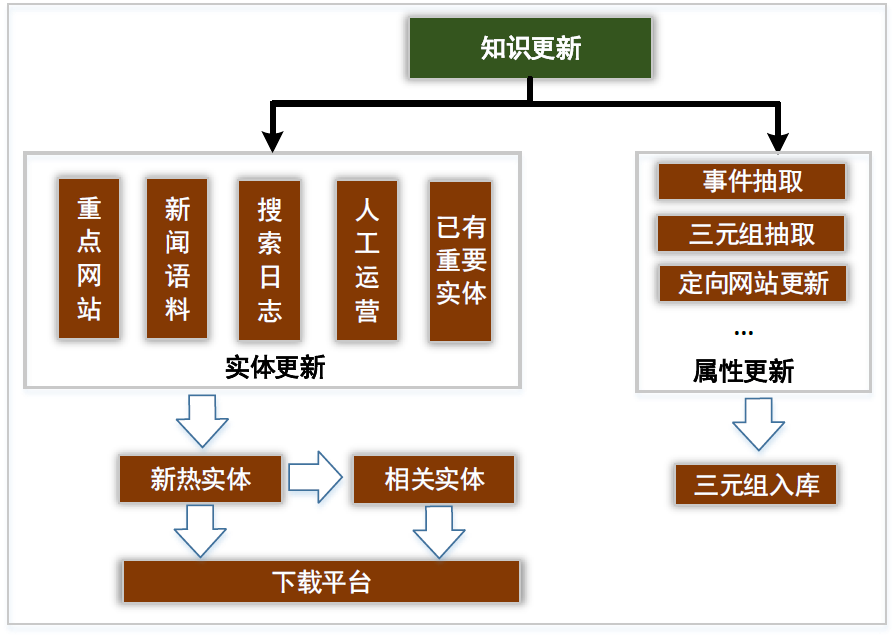 知识更新
重点网站
新闻语料
搜索日志
人工运营
已有
重要
实体
实体更新
事件抽取
三元组抽取
定向网站更新
...
属性更新
新热实体
相关实体
三元组入库
下载平台